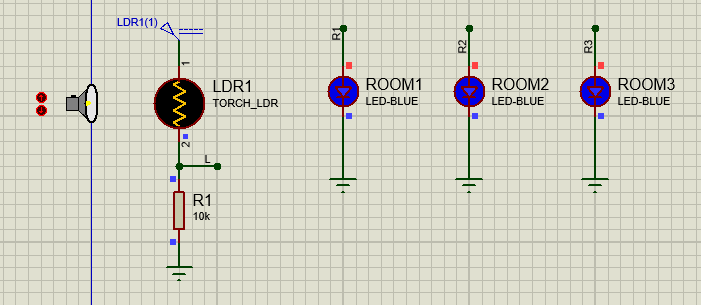 LDR1(1)
1
LDR1
TORCH_LDR
2
L
R1
10k
R1
ROOM1
LED-BLUE
R2
ROOM2
LED-BLUE
R3
ROOM3
LED-BLUE